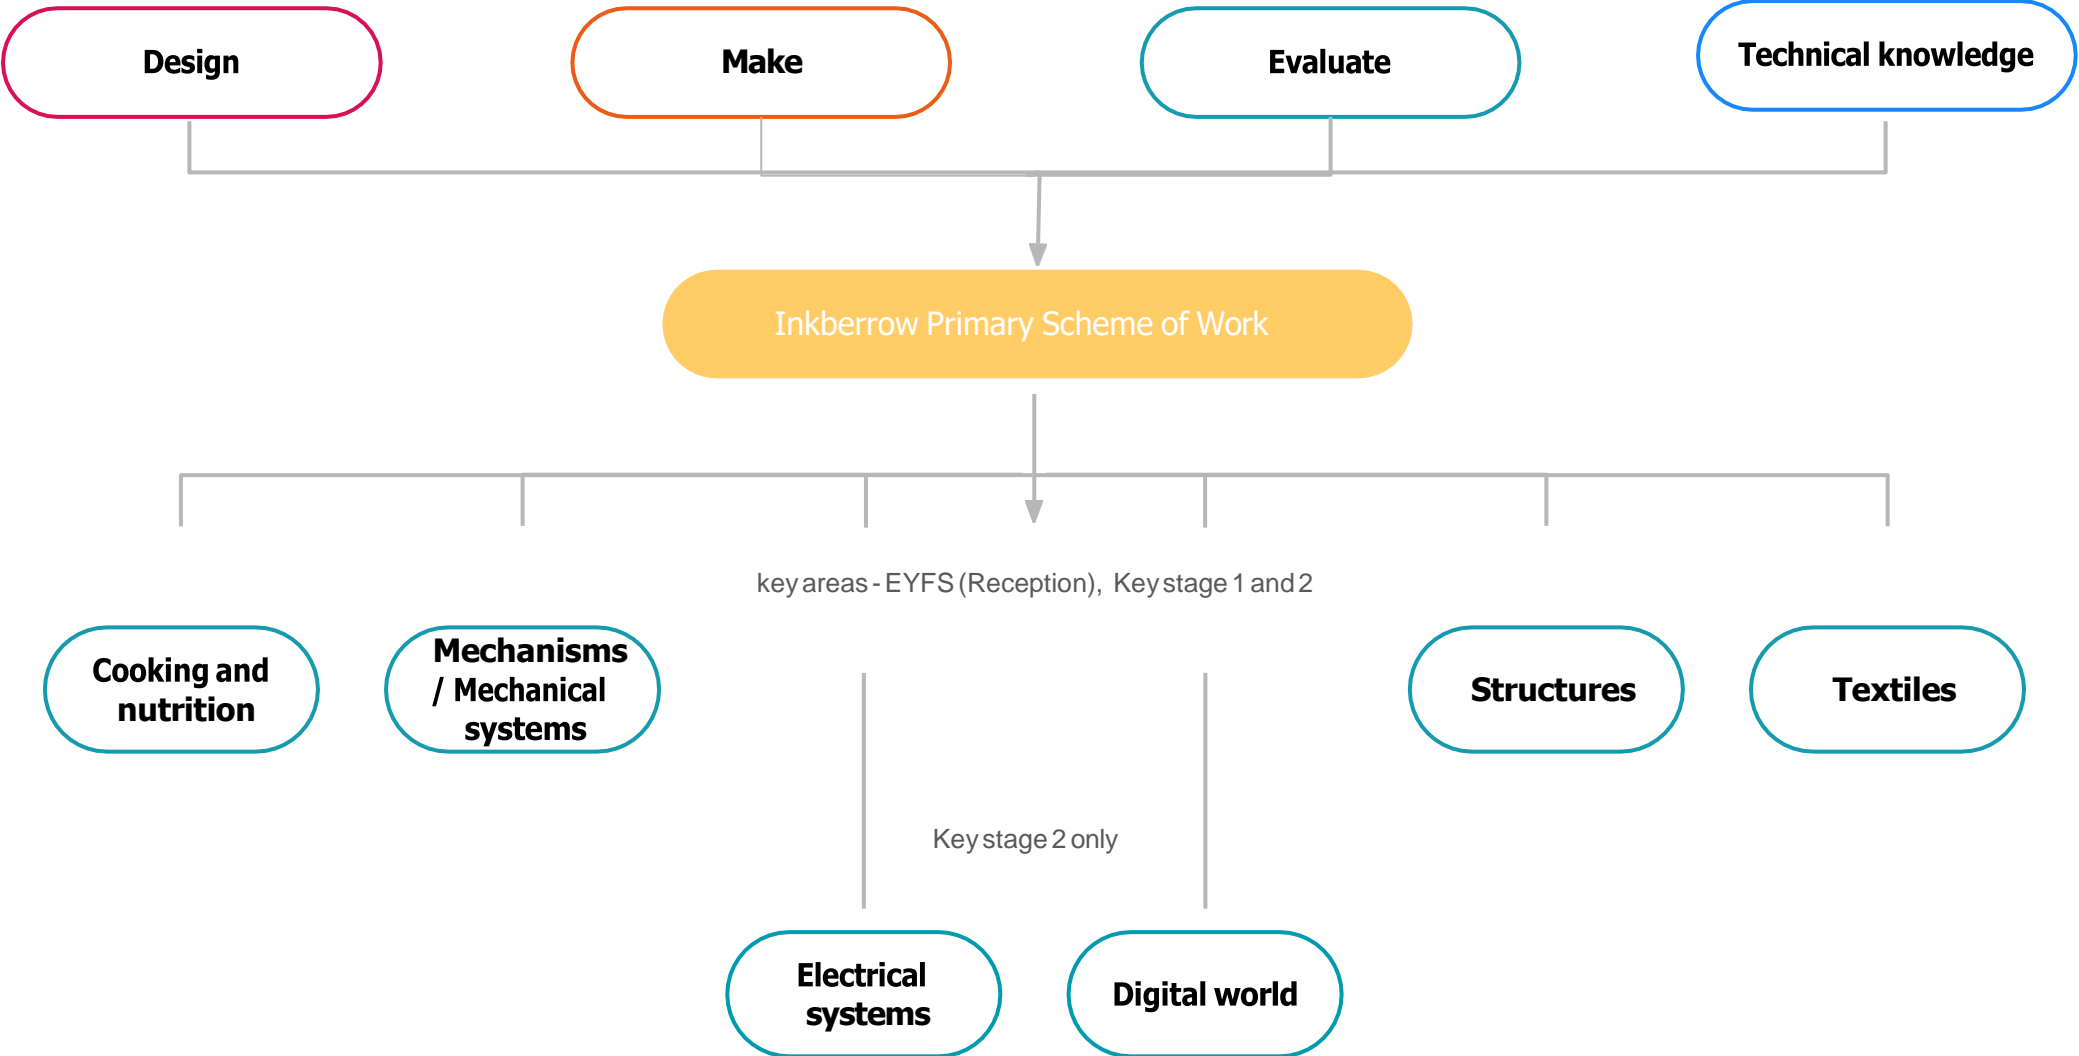 Design
Make
Evaluate
Technical knowledge
Inkberrow Primary Scheme of Work
key areas - EYFS (Reception), Key stage 1 and 2
Cooking and
nutrition
Mechanisms
/ Mechanical
systems
Structures
Textiles
Key stage 2 only
Electrical
systems
Digital world